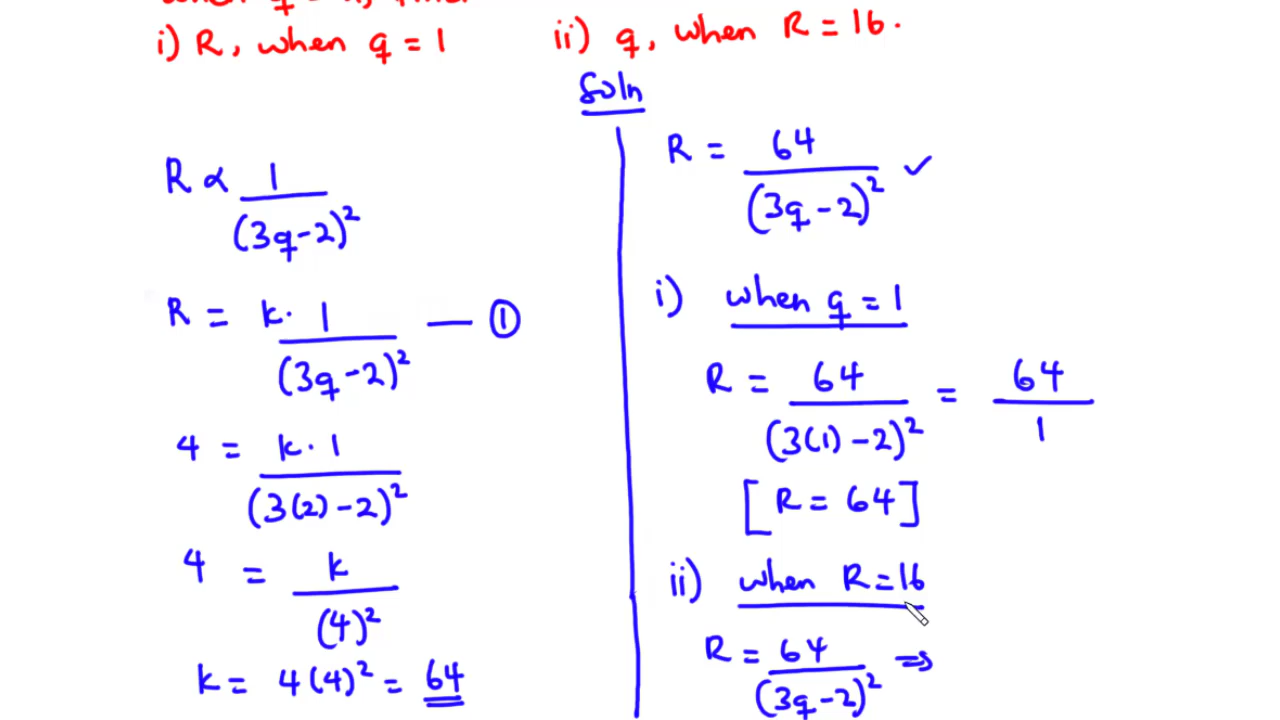 i) R, when q = 1
ii) q, when R = 16.
Soln
R ∝ 1/(3q-2)²
R = k·1/(3q-2)² — ①
4 = k·1/(3(2)-2)²
4 = k/(4)²
k = 4(4)² = 64
R = 64/(3q-2)² ✓
i) when q = 1
R = 64/(3(1)-2)² = 64/1
[R = 64]
ii) when R = 16
R = 64/(3q-2)² ⇒